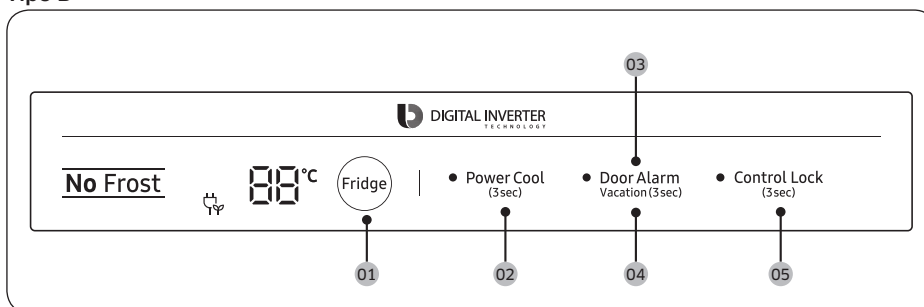 03
DIGITAL INVERTER
TECHNOLOGY
No Frost
88°C
Fridge
Power Cool
(3sec)
Door Alarm
Vacation (3sec)
Control Lock
(3sec)
01
02
04
05